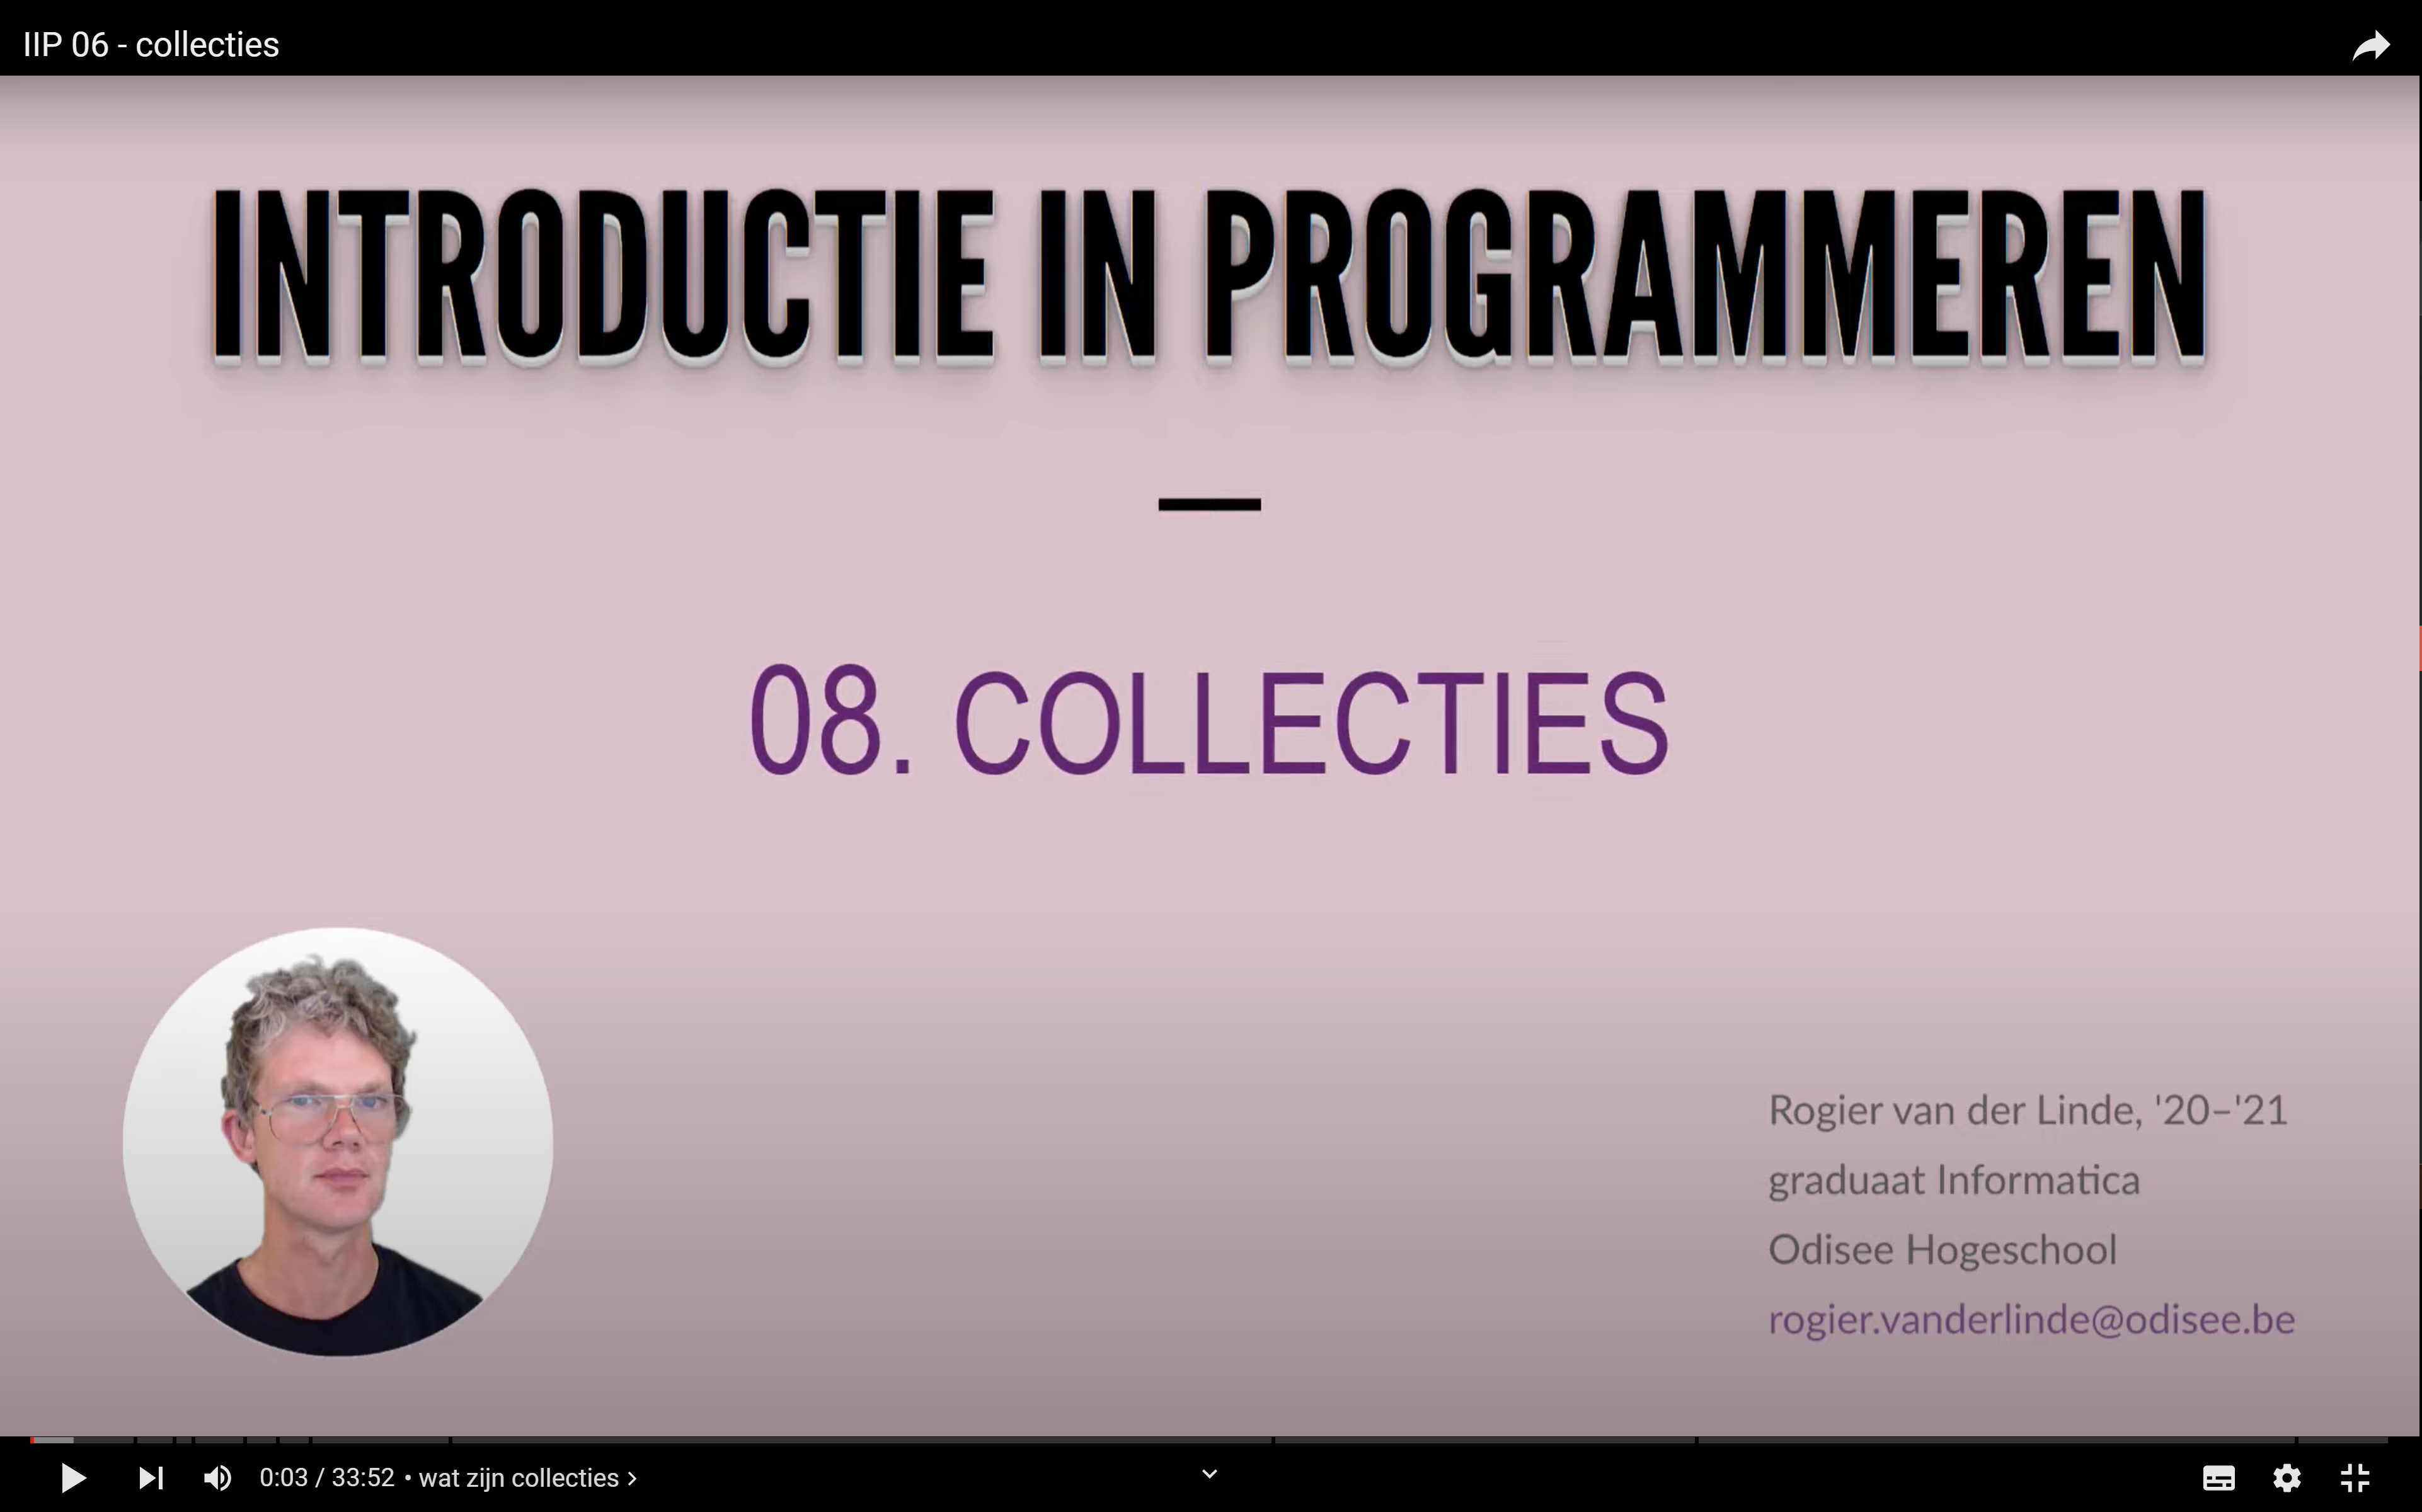 IIP 06 - collecties
INTRODUCTIE IN PROGRAMMEREN
08. COLLECTIES
Rogier van der Linde, '20–'21
graduaat Informatica
Odisee Hogeschool
rogier.vanderlinde@odisee.be
0:03 / 33:52 • wat zijn collecties